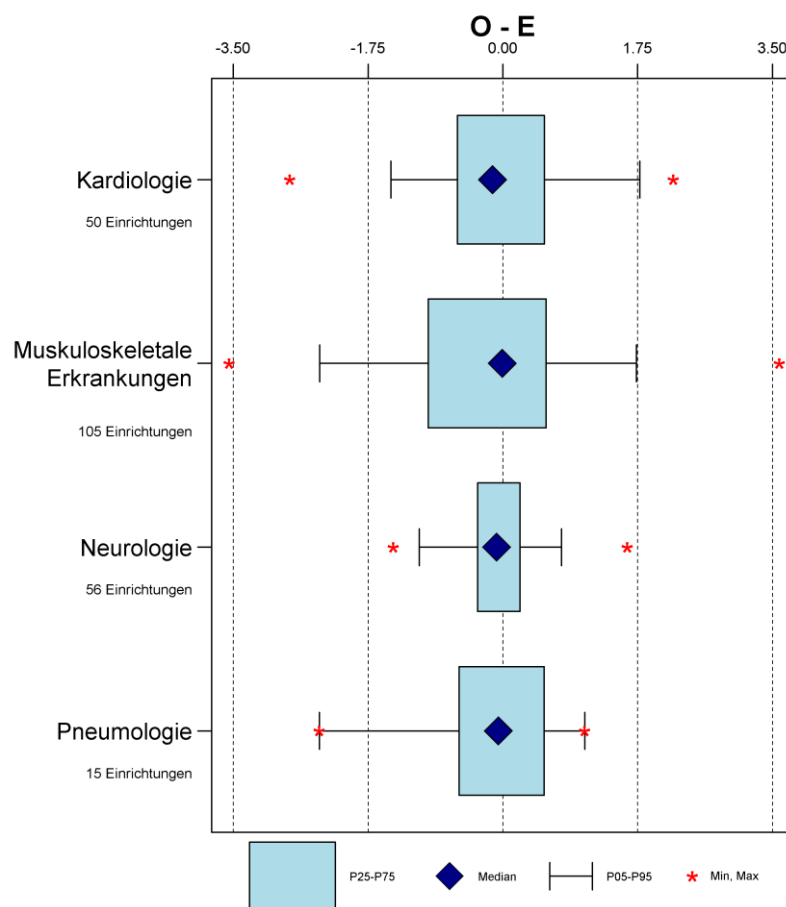 O - E
-3.50 -1.75 0.00 1.75 3.50
Kardiologie
50 Einrichtungen
Muskuloskeletale
Erkrankungen
105 Einrichtungen
Neurologie
56 Einrichtungen
Pneumologie
15 Einrichtungen
P25-P75 Median P05-P95 Min, Max